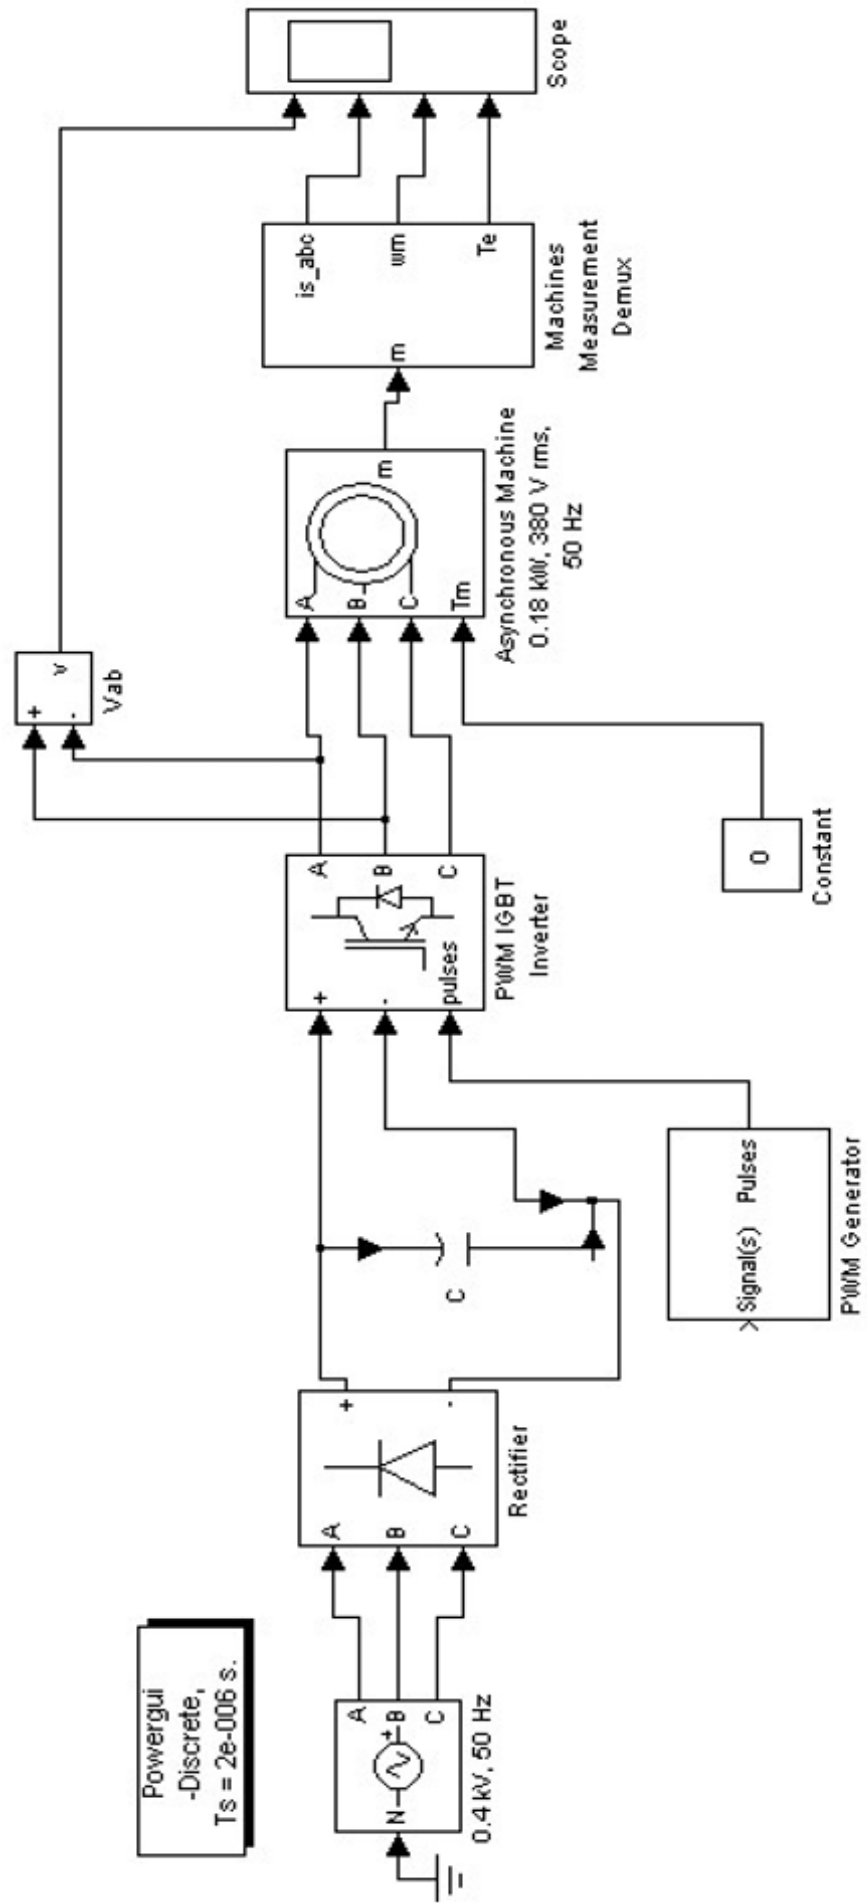 Powergui
-Discrete,
Ts = 2e-006 s.
N
+
A
B
C
0.4 kV, 50 Hz
A
B
C
+
-
Rectifier
C
Signal(s) Pulses
PWM Generator
+
-
pulses
A
B
C
PWM IGBT
Inverter
+
-
v
Vab
0
Constant
A
B
C
Tm
m
Asynchronous Machine
0.18 kW, 380 V rms,
50 Hz
m
is_abc
wm
Te
Machines
Measurement
Demux
Scope